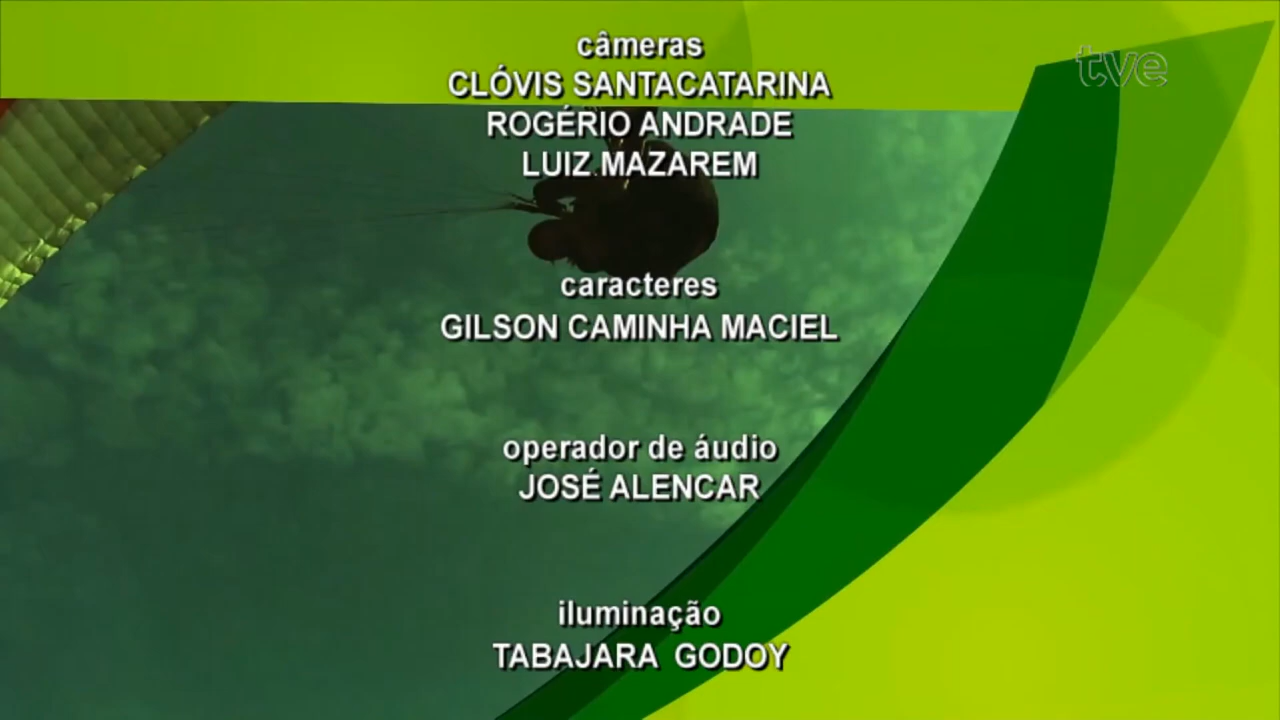 câmeras
tve
CLÓVIS SANTACATARINA
ROGÉRIO ANDRADE
LUIZ MAZAREM
caracteres
GILSON CAMINHA MACIEL
operador de áudio
JOSÉ ALENCAR
iluminação
TABAJARA GODOY